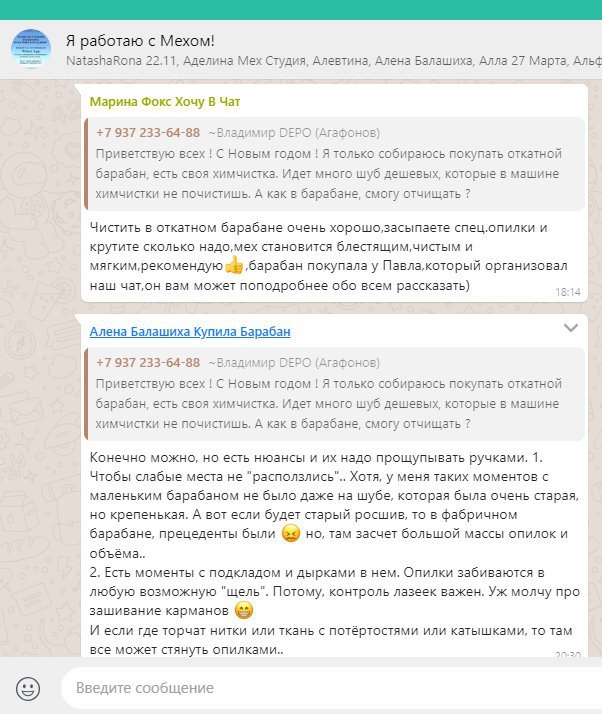 Я работаю с Мехом!
NatashaRona 22.11, Аделина Мех Студия, Алевтина, Алена Балашиха, Алла 27 Марта, Альф
Марина Фокс Хочу В Чат
+7 937 233-64-88 ~Владимир DEPO (Агафонов)
Приветствую всех ! С Новым годом ! Я только собираюсь покупать откатной
барабан, есть своя химчистка. Идет много шуб дешевых, которые в машине
химчистки не почистишь. А как в барабане, смогу отчищать ?
Чистить в откатном барабане очень хорошо,засыпаете спец.опилки и
крутите сколько надо,мех становится блестящим,чистым и
мягким,рекомендую👍,барабан покупала у Павла,который организовал
наш чат,он вам может поподробнее обо всем рассказать)
18:14
Алена Балашиха Купила Барабан
+7 937 233-64-88 ~Владимир DEPO (Агафонов)
Приветствую всех ! С Новым годом ! Я только собираюсь покупать откатной
барабан, есть своя химчистка. Идет много шуб дешевых, которые в машине
химчистки не почистишь. А как в барабане, смогу отчищать ?
Конечно можно, но есть нюансы и их надо прощупывать ручками. 1.
Чтобы слабые места не "располз​лись".. Хотя, у меня таких моментов с
маленьким барабаном не было даже на шубе, которая была очень старая,
но крепенькая. А вот если будет старый росшив, то в фабричном
барабане, прецеденты были 😖 но, там засчет большой массы опилок и
объёма..
2. Есть моменты с подкладом и дырками в нем. Опилки забиваются в
любую возможную "щель". Потому, контроль лазеек важен. Уж молчу про
зашивание карманов 😁
И если где торчат нитки или ткань с потёртостями или катышками, то там
все может стянуть опилками..
20:30
Введите сообщение